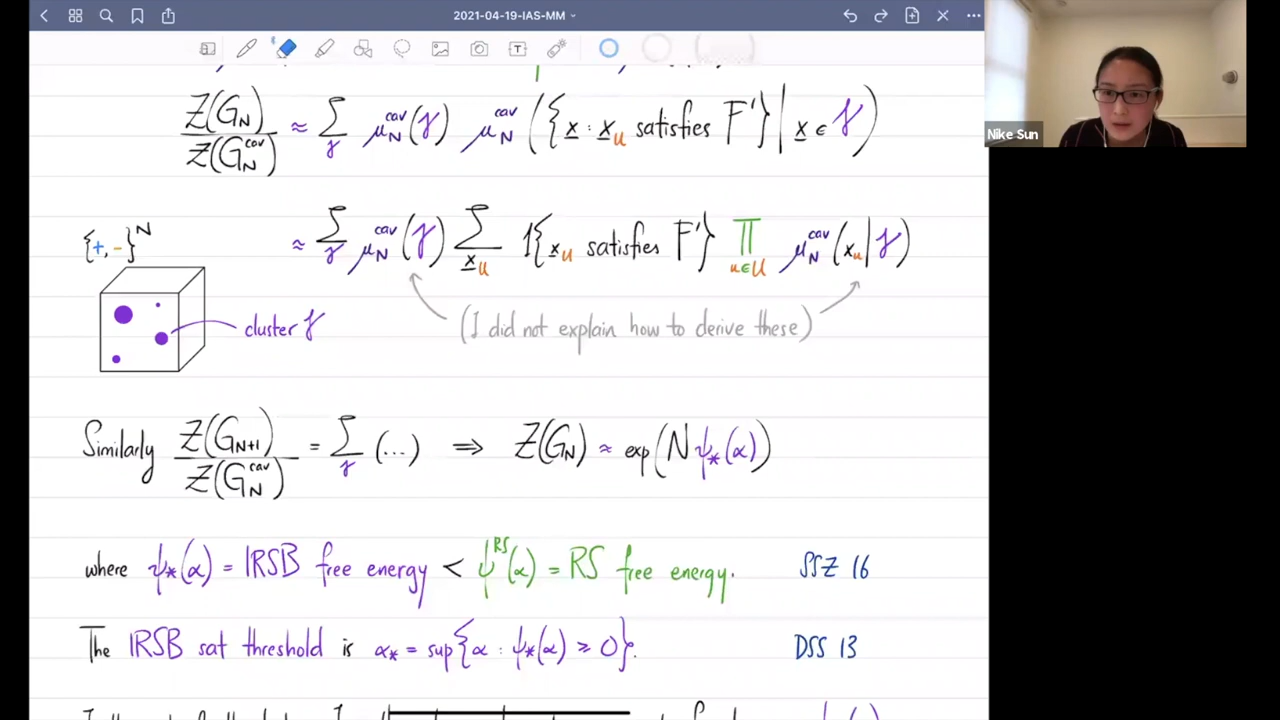 2021-04-19-IAS-MM
Nike Sun
Z(G_N) / Z(G_N^cav) ≈ Σ_γ μ_N^cav(γ) μ_N^cav({x : x_u satisfies F'} | x ∈ γ)
{+, -}^N
≈ Σ_γ μ_N^cav(γ) Σ_{x_u} 1{x_u satisfies F'} ∏_{u∈U} μ_N^cav(x_u | γ)
cluster γ
(I did not explain how to derive these)
Similarly Z(G_{N+1}) / Z(G_N^cav) = Σ_γ (...) ⇒ Z(G_N) ≈ exp(N ψ_*(α))
where ψ_*(α) = 1RSB free energy < ψ^RS(α) = RS free energy. SSZ 16
The 1RSB sat threshold is α_* = sup{α : ψ_*(α) ≥ 0}. DSS 13